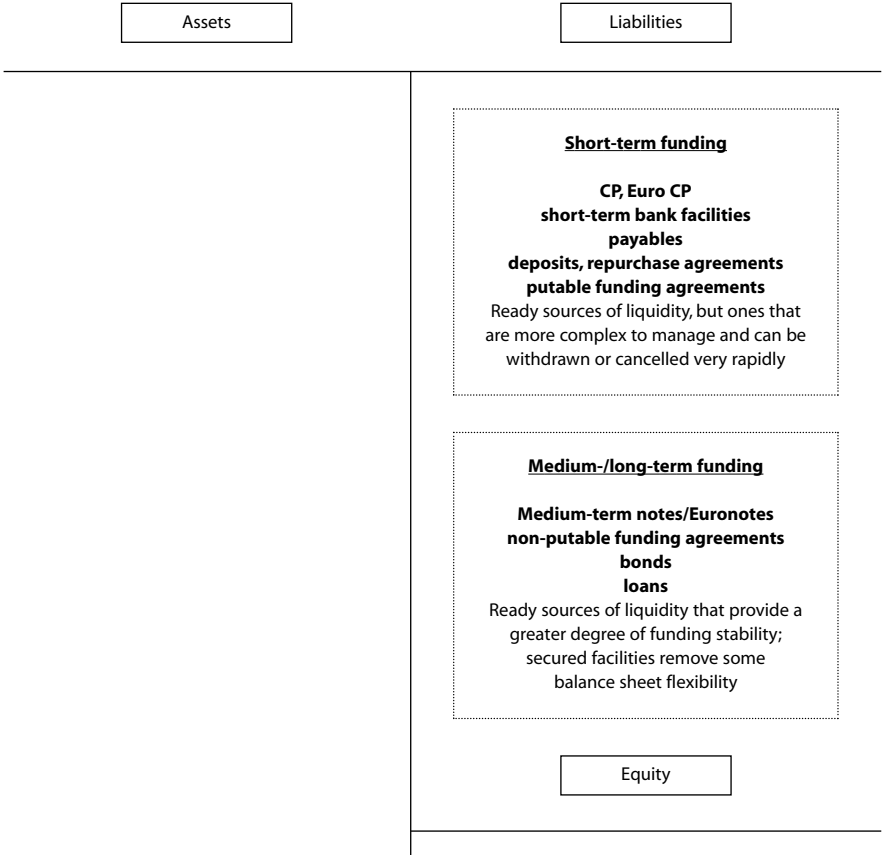 Assets
Liabilities
Short-term funding
CP, Euro CP
short-term bank facilities
payables
deposits, repurchase agreements
putable funding agreements
Ready sources of liquidity, but ones that
are more complex to manage and can be
withdrawn or cancelled very rapidly
Medium-/long-term funding
Medium-term notes/Euronotes
non-putable funding agreements
bonds
loans
Ready sources of liquidity that provide a
greater degree of funding stability;
secured facilities remove some
balance sheet flexibility
Equity